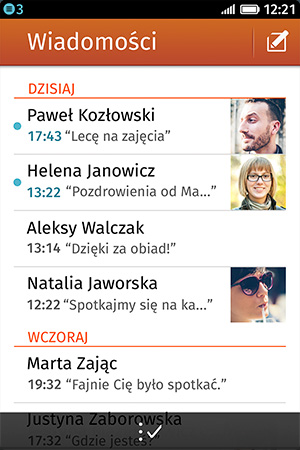 3 12:21
Wiadomości
DZISIAJ
Paweł Kozłowski
17:43 “Lecę na zajęcia”
Helena Janowicz
13:22 “Pozdrowienia od Ma...”
Aleksy Walczak
13:14 “Dzięki za obiad!”
Natalia Jaworska
12:22 “Spotkajmy się na ka...”
WCZORAJ
Marta Zając
19:32 “Fajnie Cię było spotkać.”
Justyna Zaborowska
17:32 “Gdzie jesteś?”